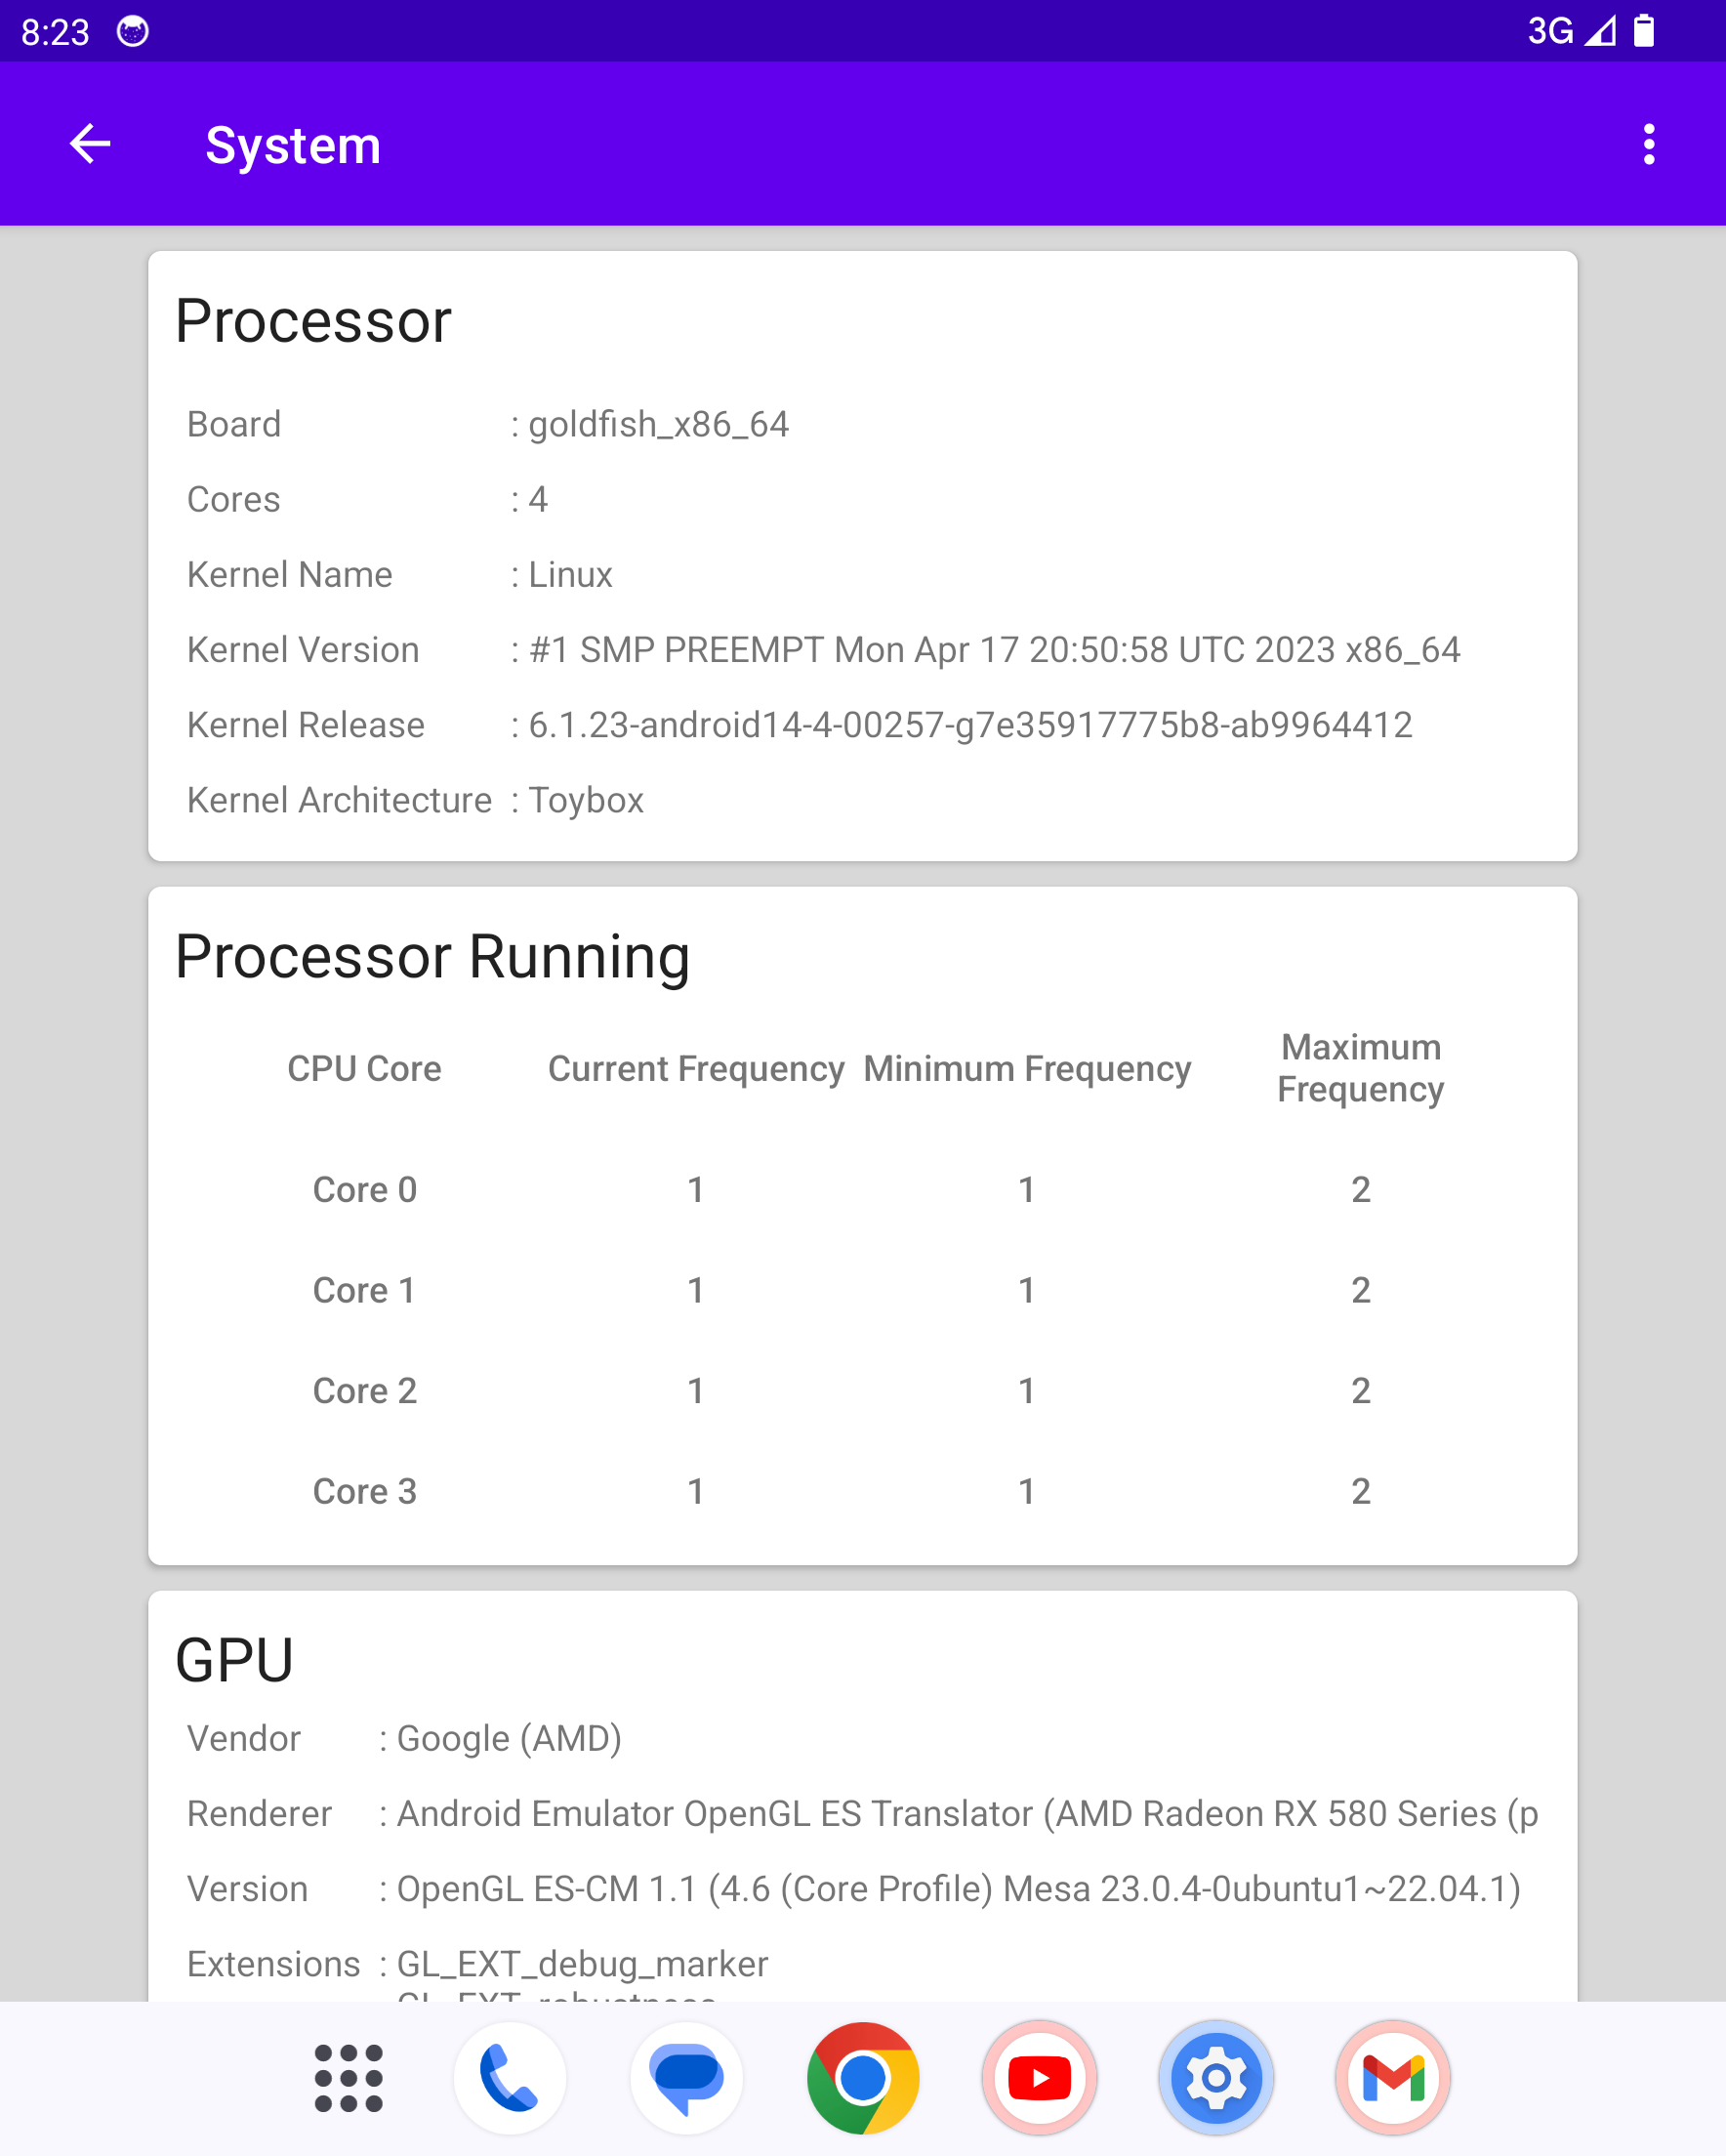 8:23 3G
System
Processor
Board : goldfish_x86_64
Cores : 4
Kernel Name : Linux
Kernel Version : #1 SMP PREEMPT Mon Apr 17 20:50:58 UTC 2023 x86_64
Kernel Release : 6.1.23-android14-4-00257-g7e35917775b8-ab9964412
Kernel Architecture : Toybox
Processor Running
CPU Core Current Frequency Minimum Frequency Maximum Frequency
Core 0 1 1 2
Core 1 1 1 2
Core 2 1 1 2
Core 3 1 1 2
GPU
Vendor : Google (AMD)
Renderer : Android Emulator OpenGL ES Translator (AMD Radeon RX 580 Series (p
Version : OpenGL ES-CM 1.1 (4.6 (Core Profile) Mesa 23.0.4-0ubuntu1~22.04.1)
Extensions : GL_EXT_debug_marker